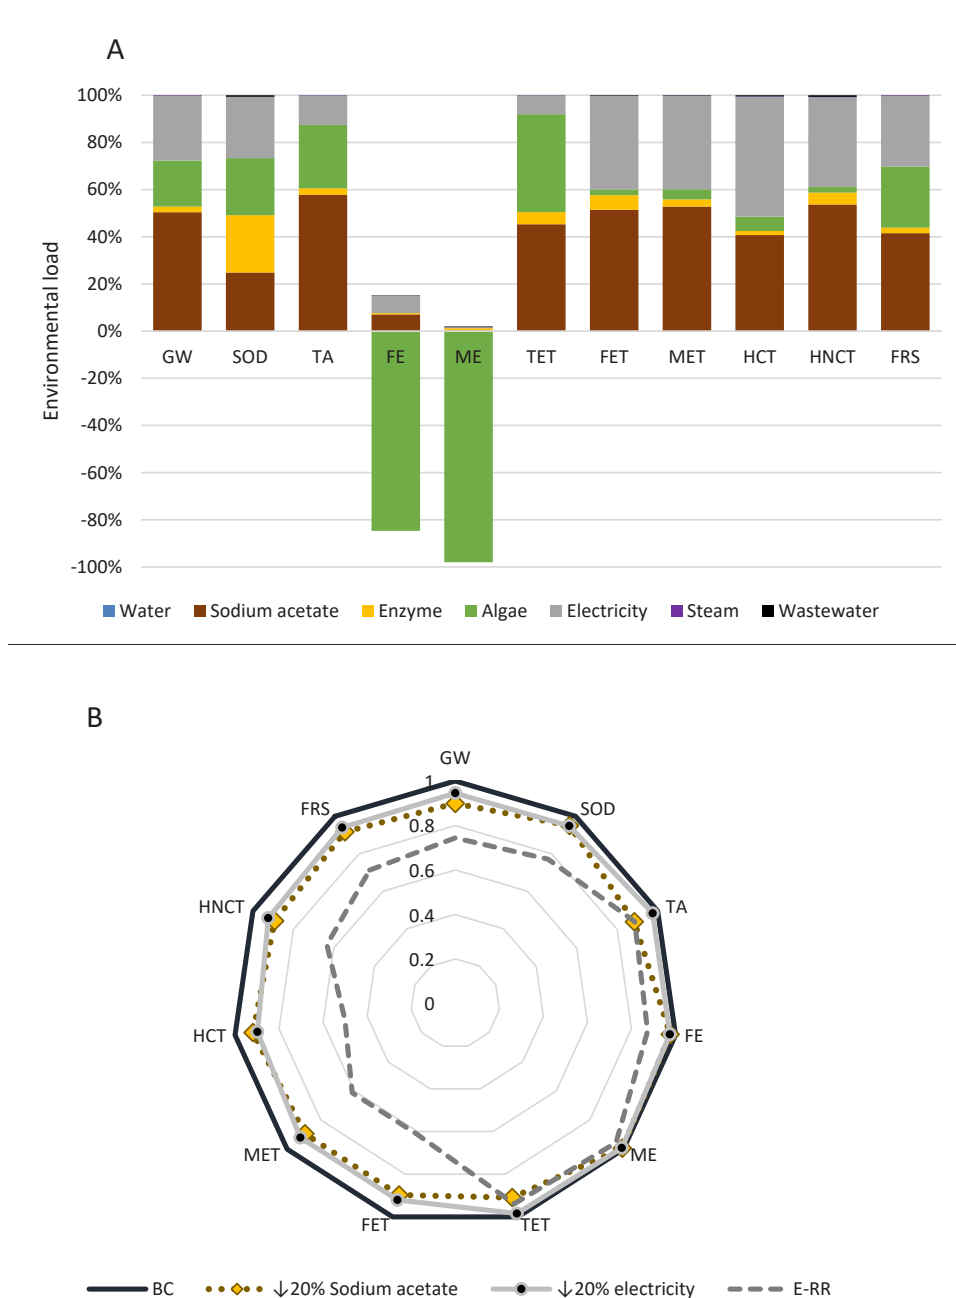 A
100%
80%
60%
40%
20%
0%
-20%
-40%
-60%
-80%
-100%
Environmental load
GW SOD TA FE ME TET FET MET HCT HNCT FRS
Water Sodium acetate Enzyme Algae Electricity Steam Wastewater
B
GW
SOD
TA
FE
ME
TET
FET
MET
HCT
HNCT
FRS
1
0.8
0.6
0.4
0.2
0
BC ↓20% Sodium acetate ↓20% electricity E-RR